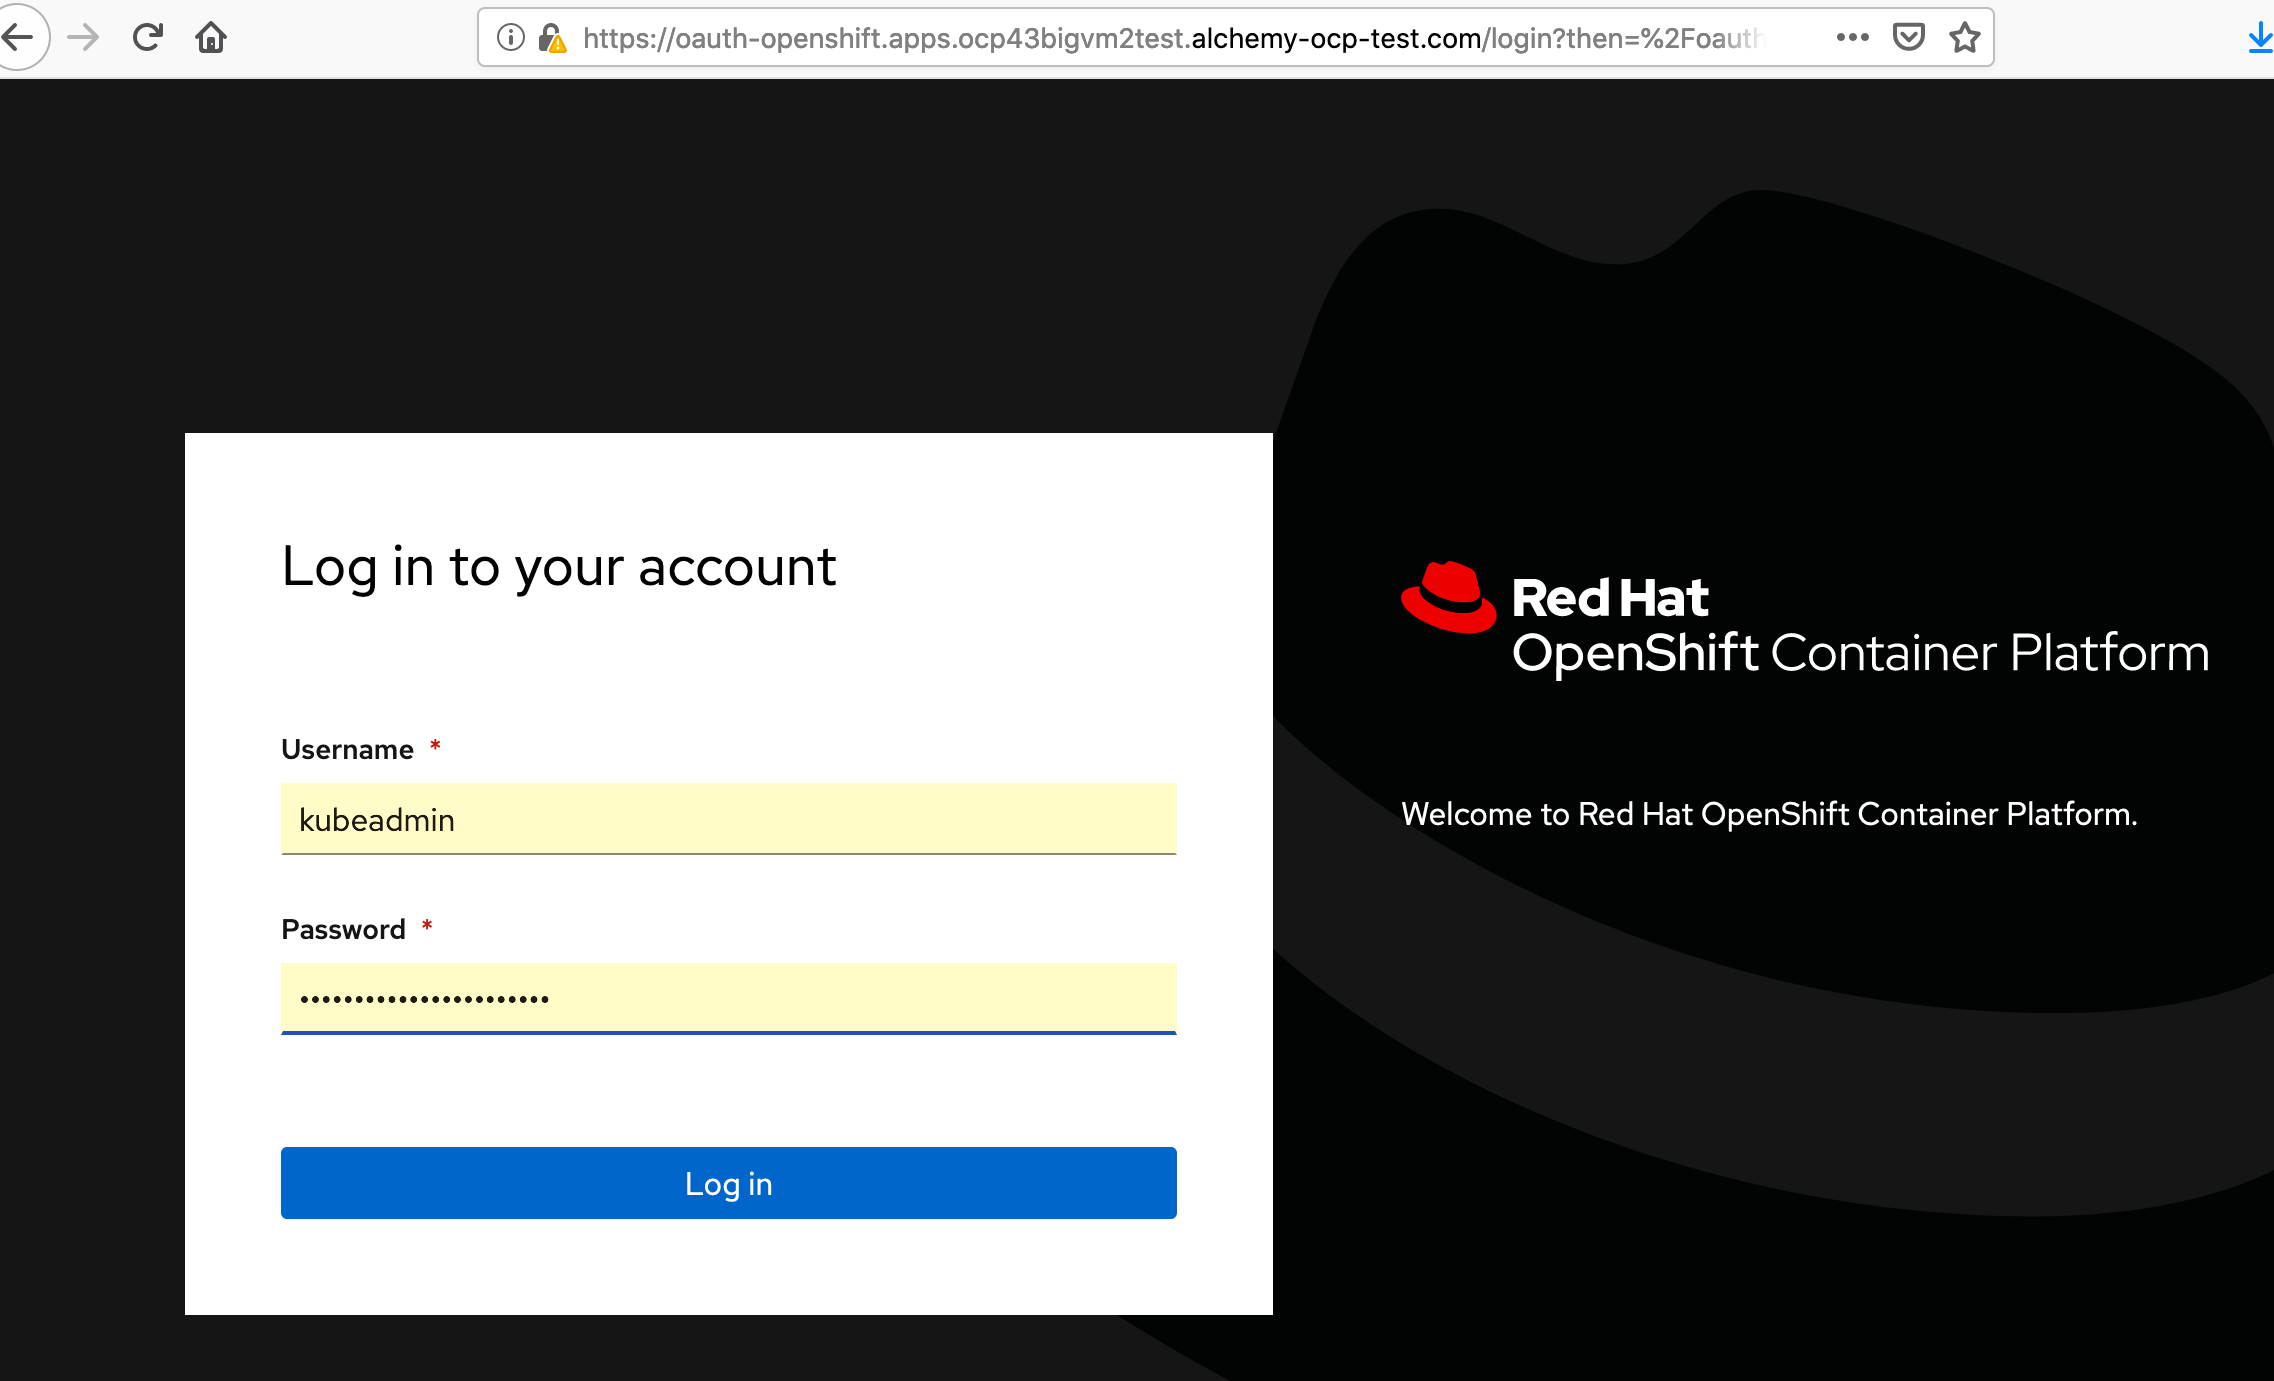 https://oauth-openshift.apps.ocp43bigvm2test.alchemy-ocp-test.com/login?then=%2Foauth
Log in to your account
Red Hat
OpenShift Container Platform
Username *
kubeadmin
Welcome to Red Hat OpenShift Container Platform.
Password *
•••••••••••••••••••••••
Log in